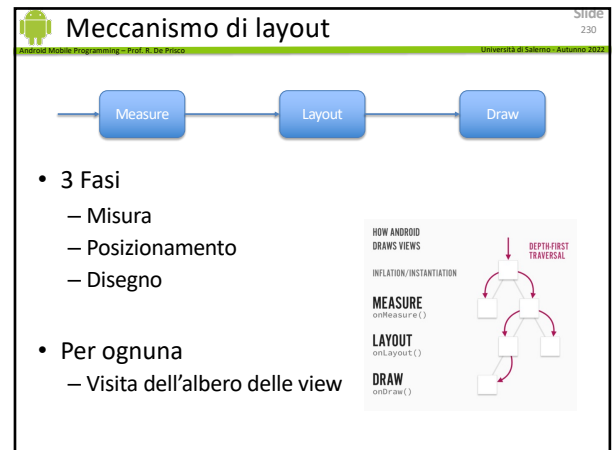 Meccanismo di layout
Slide
230
Android Mobile Programming – Prof. R. De Prisco
Università di Salerno - Autunno 2022
Measure
Layout
Draw
• 3 Fasi
– Misura
– Posizionamento
– Disegno
• Per ognuna
– Visita dell'albero delle view
HOW ANDROID
DRAWS VIEWS
INFLATION/INSTANTIATION
MEASURE
onMeasure()
LAYOUT
onLayout()
DRAW
onDraw()
DEPTH-FIRST
TRAVERSAL